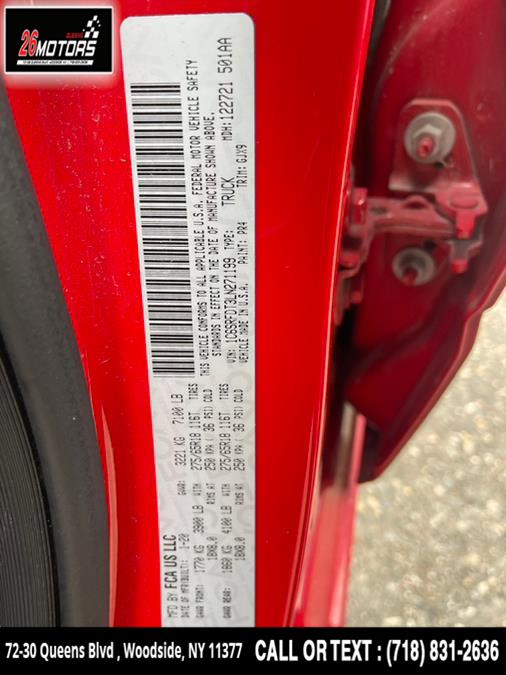 QUEENS
26MOTORS
MFD BY FCA US LLC
DATE OF MFR(BUILT): 1-20
GAWR: 3221 KG 7100 LB
GAWR FRONT: 1770 KG 3900 LB WITH 275/65R18 116T TIRES
18X8.0 RIMS AT 250 KPA ( 36 PSI) COLD
GAWR REAR: 1860 KG 4100 LB WITH 275/65R18 116T TIRES
18X8.0 RIMS AT 250 KPA ( 36 PSI) COLD
THIS VEHICLE CONFORMS TO ALL APPLICABLE U.S.A. FEDERAL MOTOR VEHICLE SAFETY
STANDARDS IN EFFECT ON THE DATE OF MANUFACTURE SHOWN ABOVE.
THIS VEHICLE MADE IN U.S.A. MDH:122721 501AA
VIN: 1C6SRFDT3LN271199 TYPE: TRUCK
PAINT: PR4 TRIM: GJX9
72-30 Queens Blvd , Woodside, NY 11377 CALL OR TEXT : (718) 831-2636